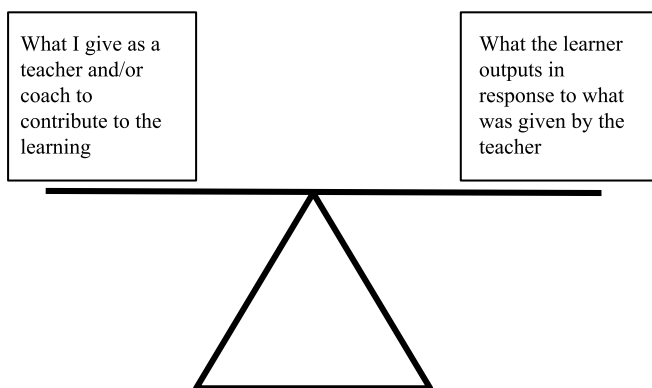 What I give as a
teacher and/or
coach to
contribute to the
learning
What the learner
outputs in
response to what
was given by the
teacher